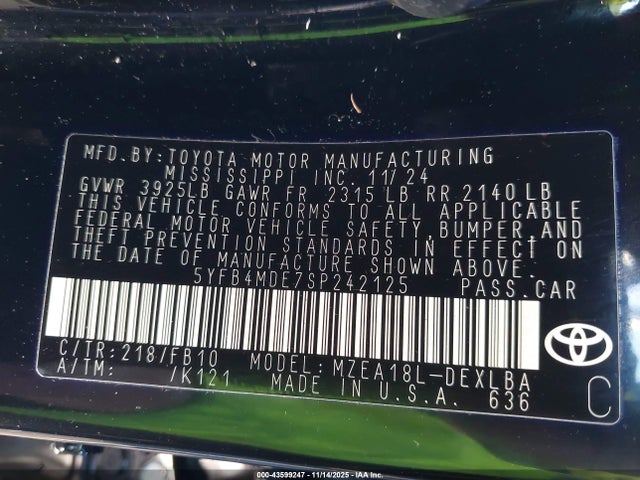 MFD. BY: TOYOTA MOTOR MANUFACTURING
MISSISSIPPI INC. 11/24
GVWR 3925LB GAWR FR 2315 LB RR 2140 LB
THIS VEHICLE CONFORMS TO ALL APPLICABLE
FEDERAL MOTOR VEHICLE SAFETY, BUMPER, AND
THEFT PREVENTION STANDARDS IN EFFECT ON
THE DATE OF MANUFACTURE SHOWN ABOVE.
5YFB4MDE7SP242125 PASS. CAR
C/TR: 218/FB10 MODEL: MZEA18L-DEXLBA
A/TM: /K121 MADE IN U.S.A. 636
C
000-43599247 - 11/14/2025 - IAA Inc.